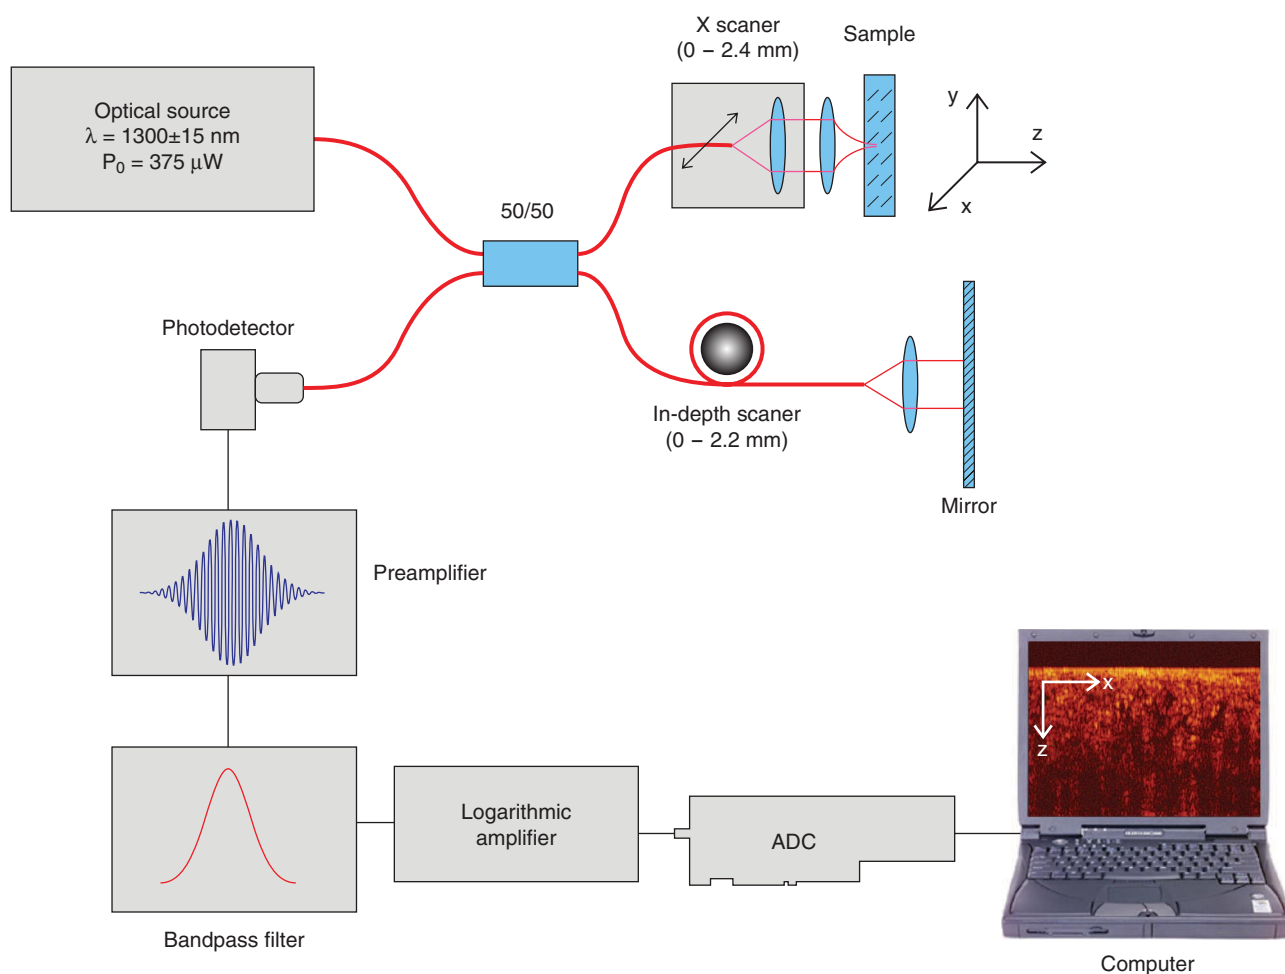 X scaner
(0 – 2.4 mm)
Sample
Optical source
λ = 1300±15 nm
P₀ = 375 μW
y
z
x
50/50
Photodetector
In-depth scaner
(0 – 2.2 mm)
Mirror
Preamplifier
x
z
Logarithmic
amplifier
ADC
Bandpass filter
Computer